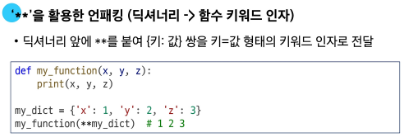 '**'을 활용한 언패킹 (딕셔너리 -> 함수 키워드 인자)
• 딕셔너리 앞에 **를 붙여 {키: 값} 쌍을 키=값 형태의 키워드 인자로 전달
def my_function(x, y, z):
    print(x, y, z)

my_dict = {'x': 1, 'y': 2, 'z': 3}
my_function(**my_dict)  # 1 2 3